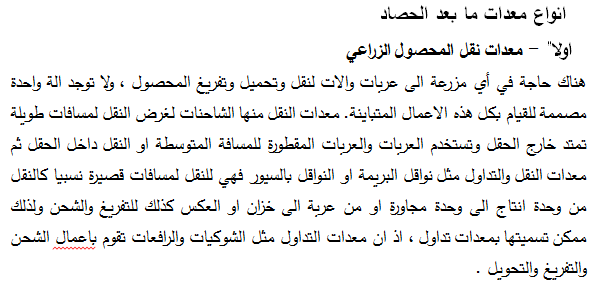 انواع معدات ما بعد الحصاد
اولا" – معدات نقل المحصول الزراعي
هناك حاجة في أي مزرعة الى عربات والات لنقل وتحميل وتفريغ المحصول ، ولا توجد الة واحدة
مصممة للقيام بكل هذه الاعمال المتباينة. معدات النقل منها الشاحنات لغرض النقل لمسافات طويلة
تمتد خارج الحقل وتستخدم العربات والعربات المقطورة للمسافة المتوسطة او النقل داخل الحقل ثم
معدات النقل والتداول مثل نواقل البريمة او النواقل بالسيور فهي للنقل لمسافات قصيرة نسبيا كالنقل
من وحدة انتاج الى وحدة مجاورة او من عربة الى خزان او العكس كذلك للتفريغ والشحن ولذلك
ممكن تسميتها بمعدات تداول ، اذ ان معدات التداول مثل الشوكيات والرافعات تقوم باعمال الشحن
والتفريغ والتحويل .